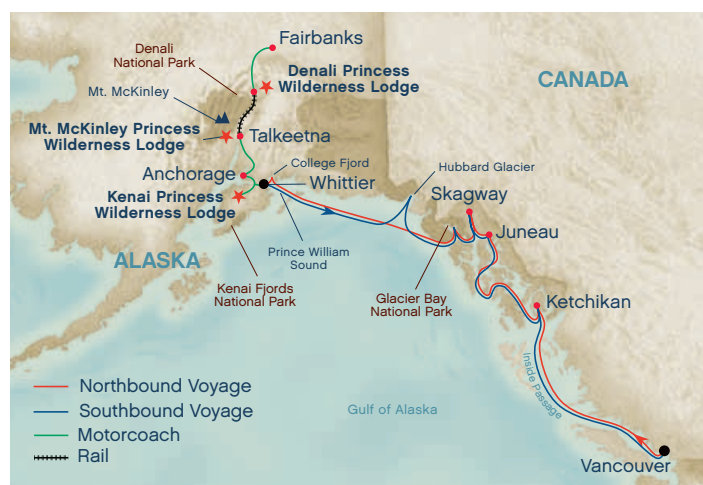 Fairbanks
Denali
National Park
Denali Princess
Wilderness Lodge
CANADA
Mt. McKinley
Mt. McKinley Princess
Wilderness Lodge
Talkeetna
College Fjord
Hubbard Glacier
Anchorage
Whittier
Skagway
Kenai Princess
Wilderness Lodge
Juneau
Prince William
Sound
ALASKA
Kenai Fjords
National Park
Glacier Bay
National Park
Ketchikan
Inside Passage
Northbound Voyage
Southbound Voyage
Gulf of Alaska
Motorcoach
Rail
Vancouver